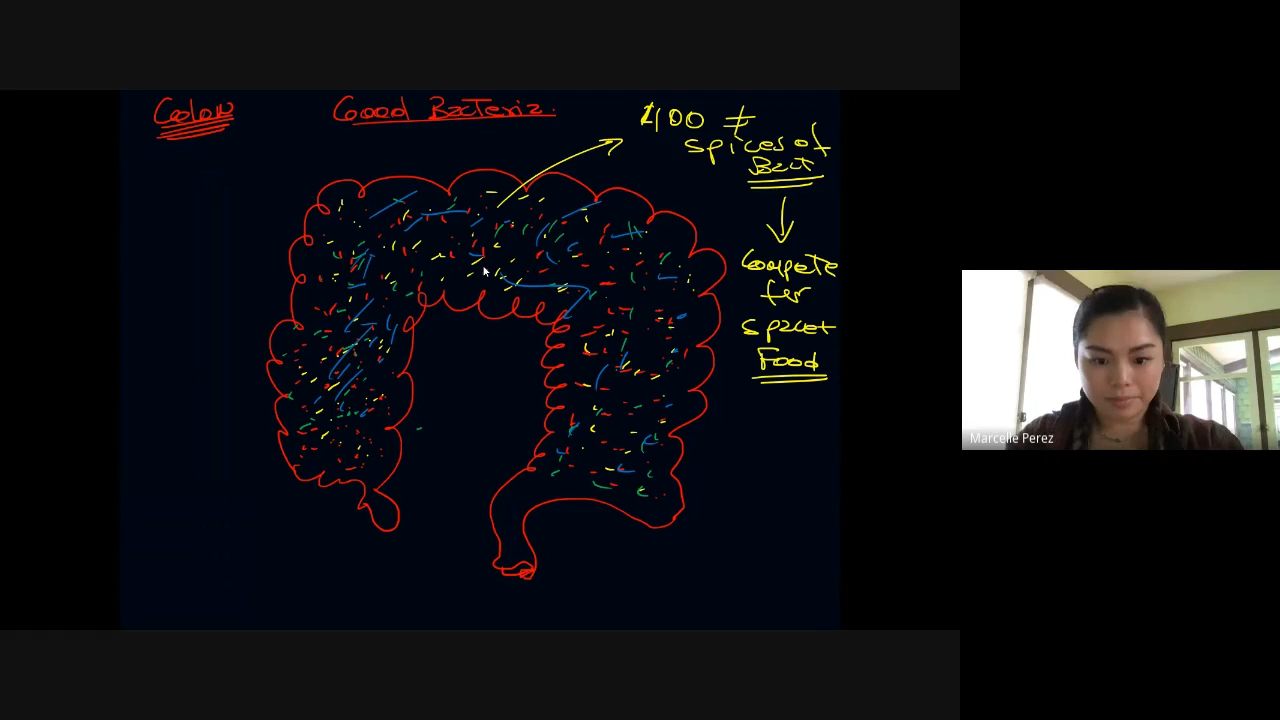 Colon
Good Bacteria.
400 ≠
spices of
Bact
Compete
for
space +
Food
Marcelle Perez